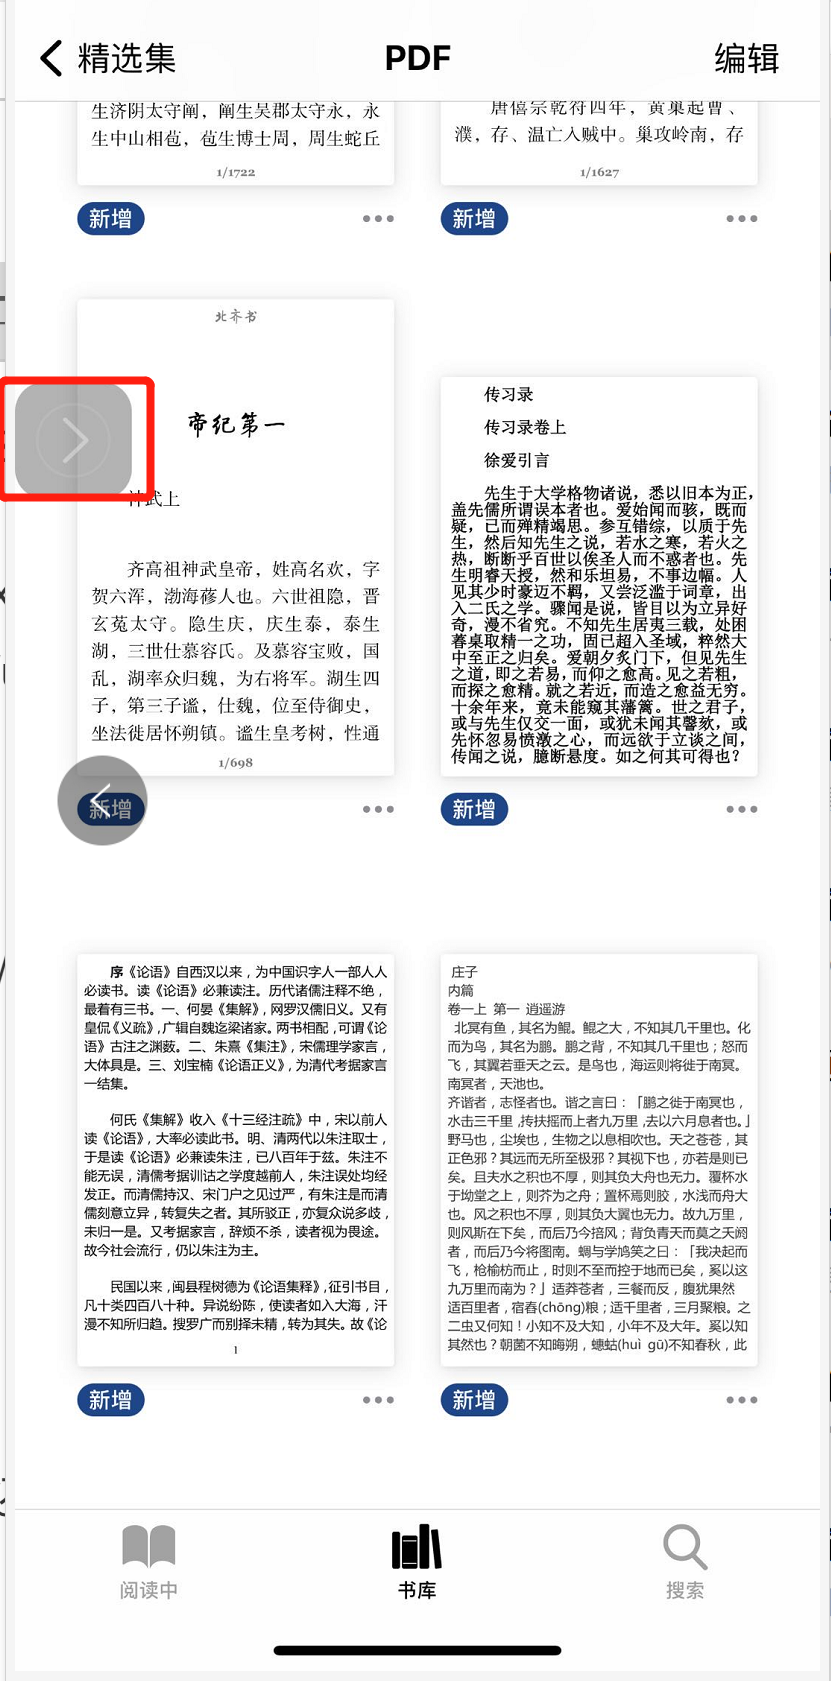 精选集
PDF
编辑
生济阴太守阐，阐生吴郡太守永，永
生中山相苞，苞生博士周，周生蛇丘
1/1722
唐僖宗乾符四年，黄巢起曹、
濮，存、温亡入贼中。巢攻岭南，存
1/1627
新增
新增
北齐书
帝纪第一
神武上
齐高祖神武皇帝，姓高名欢，字
贺六浑，渤海蓨人也。六世祖隐，晋
玄菟太守。隐生庆，庆生泰，泰生
湖，三世仕慕容氏。及慕容宝败，国
乱，湖率众归魏，为右将军。湖生四
子，第三子谧，仕魏，位至侍御史，
坐法徙居怀朔镇。谧生皇考树，性通
1/698
传习录
传习录卷上
徐爱引言
先生于大学格物诸说，悉以旧本为正，
盖先儒所谓误本者也。爱始闻而骇，既而
疑，已而殚精竭思。参互错综，以质于先
生，然后知先生之说，若水之寒，若火之
热，断断乎百世以俟圣人而不惑者也。先
生明睿天授，然和乐坦易，不事边幅。人
见其少时豪迈不羁，又尝泛滥于词章，出
入二氏之学。骤闻是说，皆目以为立异好
奇，漫不省究。不知先生居夷三载，处困
养静，精一之功，固已超入圣域，粹然大
中至正之归矣。爱朝夕炙门下，但见先生
之道，即之若易，而仰之愈高。见之若粗，
而探之愈精。就之若近，而造之愈益无穷。
十余年来，竟未能窥其藩篱。世之君子，
或与先生仅交一面，或犹未闻其謦欬，或
先怀忽易愤激之心，而远欲于立谈之间，
传闻之说，臆断悬度。如之何其可得也？
新增
新增
序《论语》自西汉以来，为中国识字人一部人人
必读书。读《论语》必兼读注。历代诸儒注释不绝，
最着有三书。一、何晏《集解》，网罗汉儒旧义。又有
皇侃《义疏》，广辑自魏迄梁诸家。两书相配，可谓《论
语》古注之渊薮。二、朱熹《集注》，宋儒理学家言，
大体具是。三、刘宝楠《论语正义》，为清代考据家言
一结集。
何氏《集解》收入《十三经注疏》中，宋以前人
读《论语》，大率必读此书。明、清两代以朱注取士，
于是读《论语》必兼读朱注，已八百年于兹。朱注不
能无误，清儒考据训诂之学度越前人，朱注误处均经
发正。而清儒持汉、宋门户之见过严，有朱注是而清
儒刻意立异，转复失之者。其所驳正，亦复众说多歧，
未归一是。又考据家言，辞烦不杀，读者视为畏途。
故今社会流行，仍以朱注为主。
民国以来，闽县程树德为《论语集释》，征引书目，
凡十类四百八十种。异说纷陈，使读者如入大海，汗
漫不知所归趋。搜罗广而别择未精，转为其失。故《论
1
庄子
内篇
卷一上 第一 逍遥游
北冥有鱼，其名为鲲。鲲之大，不知其几千里也。化
而为鸟，其名为鹏。鹏之背，不知其几千里也；怒而
飞，其翼若垂天之云。是鸟也，海运则将徙于南冥。
南冥者，天池也。
齐谐者，志怪者也。谐之言曰：「鹏之徙于南冥也，
水击三千里，抟扶摇而上者九万里，去以六月息者也。」
野马也，尘埃也，生物之以息相吹也。天之苍苍，其
正色邪？其远而无所至极邪？其视下也，亦若是则已
矣。且夫水之积也不厚，则其负大舟也无力。覆杯水
于坳堂之上，则芥为之舟；置杯焉则胶，水浅而舟大
也。风之积也不厚，则其负大翼也无力。故九万里，
则风斯在下矣，而后乃今掊风；背负青天而莫之夭阏
者，而后乃今将图南。蜩与学鸠笑之曰：「我决起而
飞，枪榆枋而止，时则不至而控于地而已矣，奚以这
九万里而南为？」适莽苍者，三餐而反，腹犹果然
适百里者，宿舂(chōng)粮；适千里者，三月聚粮。之
二虫又何知！小知不及大知，小年不及大年。奚以知
其然也？朝菌不知晦朔，蟪蛄(huì gū)不知春秋，此
新增
新增
阅读中
书库
搜索